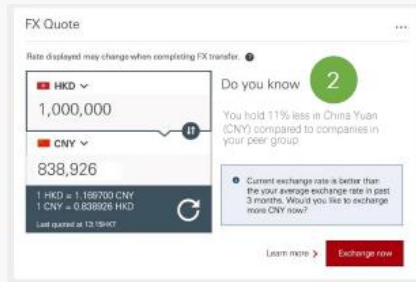 FX Quote
...
Rate displayed may change when completing FX transfer.
HKD
1,000,000
CNY
838,926
1 HKD = 1.169700 CNY
1 CNY = 0.838926 HKD
Last quoted at 13:15HKT
Do you know
2
You hold 11% less in China Yuan
(CNY) compared to companies in
your peer group
Current exchange rate is better than
the your average exchange rate in past
3 months. Would you like to exchange
more CNY now?
Learn more
Exchange now